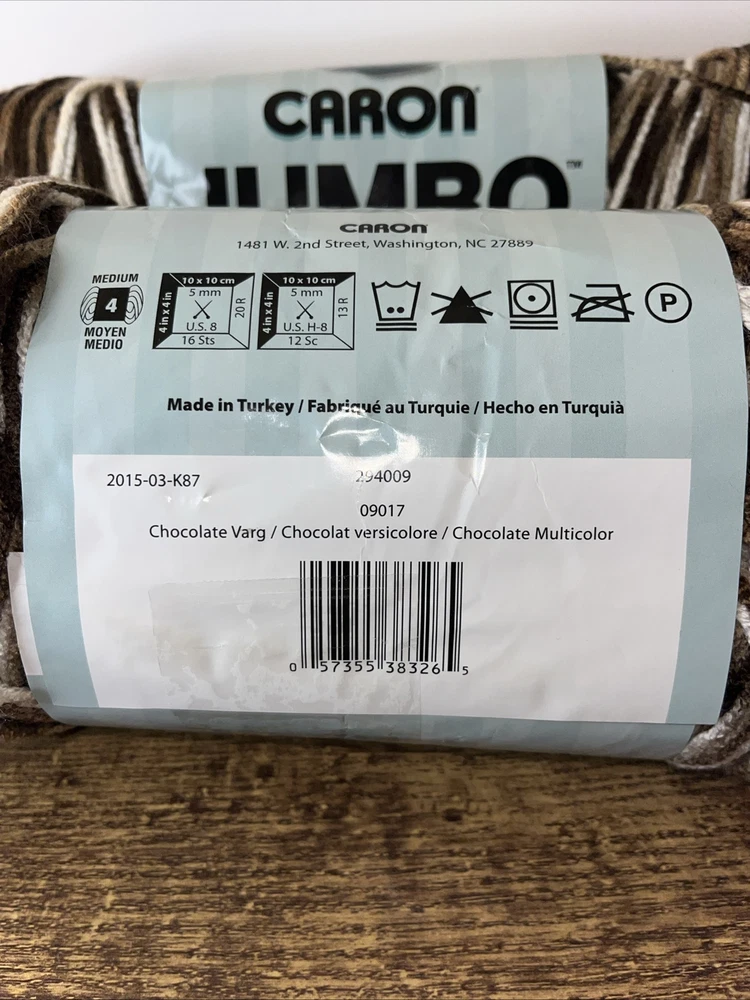 CARON
JUMBO™
CARON
1481 W. 2nd Street, Washington, NC 27889
MEDIUM
4
MOYEN
MEDIO
10 x 10 cm
4 in x 4 in
5 mm
U.S. 8
20 R
16 Sts
10 x 10 cm
4 in x 4 in
5 mm
U.S. H-8
13 R
12 Sc
P
Made in Turkey / Fabriqué au Turquie / Hecho en Turquià
2015-03-K87
294009
09017
Chocolate Varg / Chocolat versicolore / Chocolate Multicolor
0 57355 38326 5